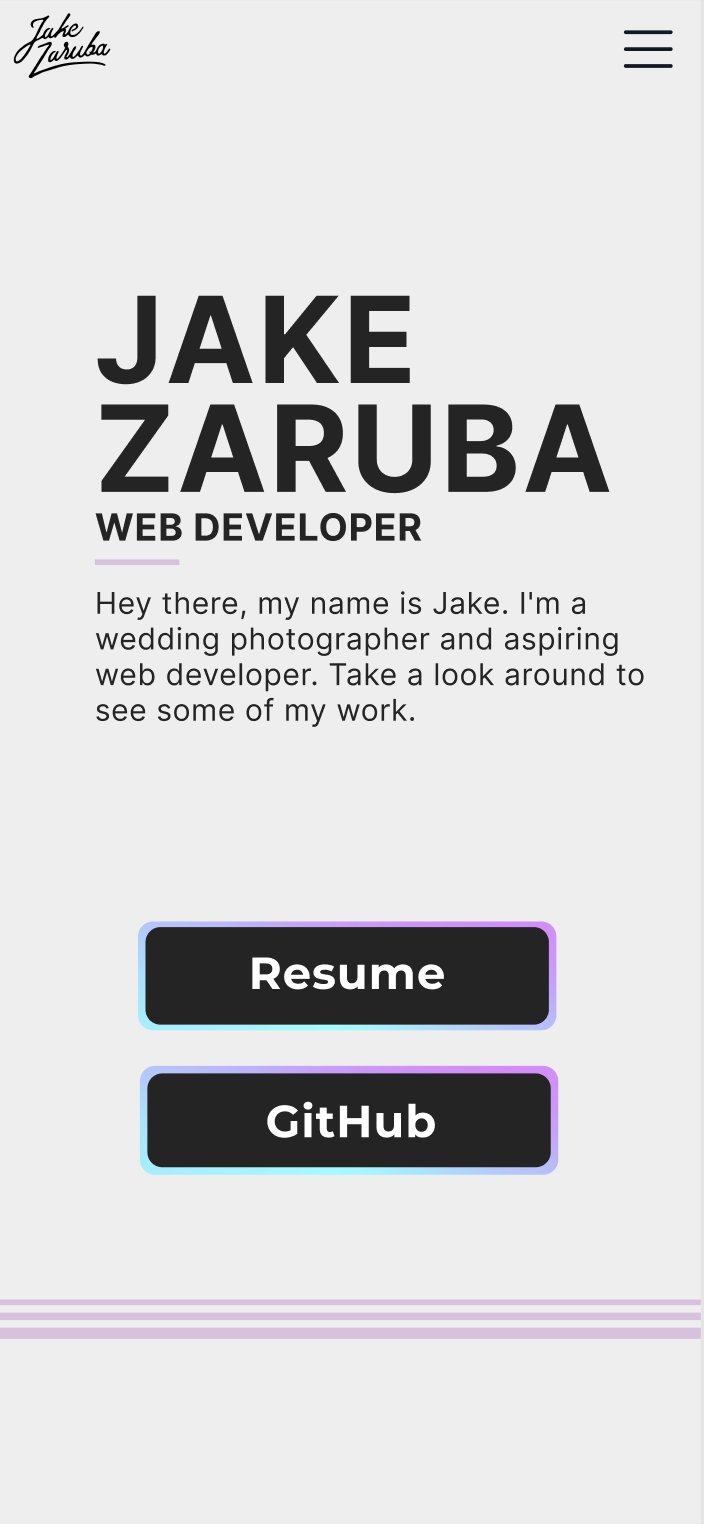 Jake
Zaruba
JAKE
ZARUBA
WEB DEVELOPER
Hey there, my name is Jake. I'm a
wedding photographer and aspiring
web developer. Take a look around to
see some of my work.
Resume
GitHub